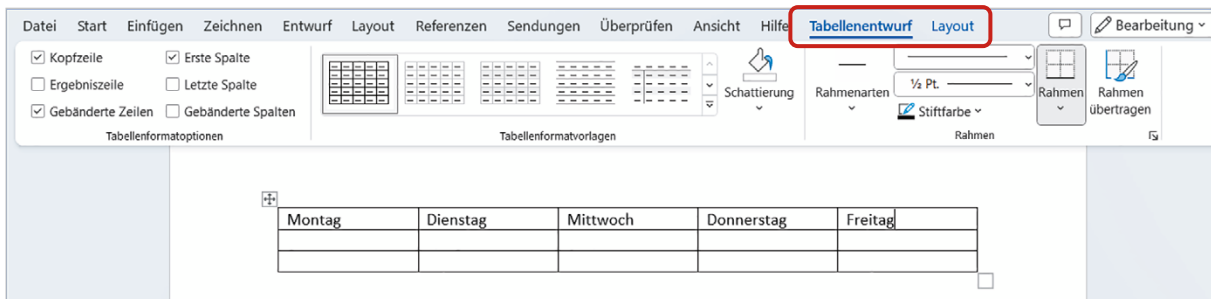 Datei Start Einfügen Zeichnen Entwurf Layout Referenzen Sendungen Überprüfen Ansicht Hilfe Tabellenentwurf Layout Bearbeitung
Kopfzeile Erste Spalte
Ergebniszeile Letzte Spalte
Gebänderte Zeilen Gebänderte Spalten
Tabellenformatoptionen
Schattierung
Tabellenformatvorlagen
Rahmenarten
½ Pt.
Stiftfarbe
Rahmen
Rahmen
übertragen
Rahmen
Montag Dienstag Mittwoch Donnerstag Freitag